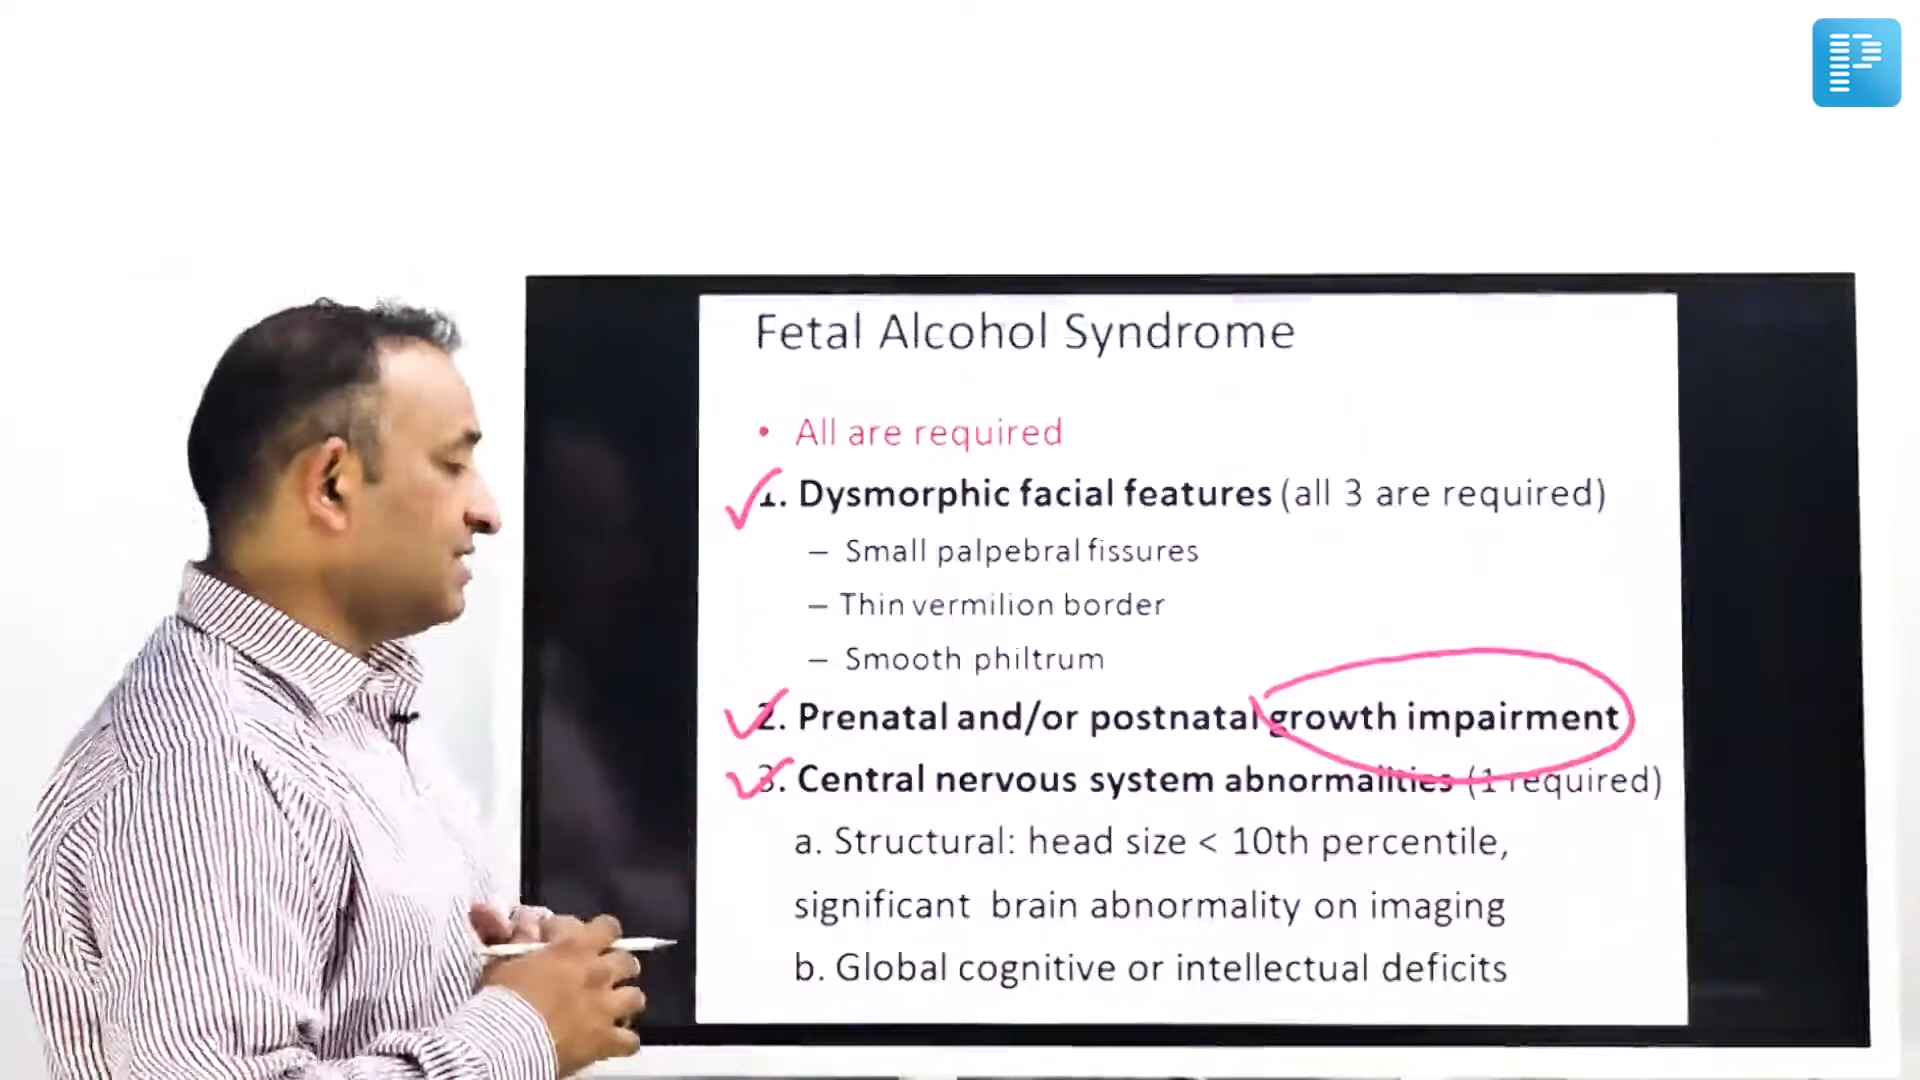 Fetal Alcohol Syndrome
• All are required
1. Dysmorphic facial features (all 3 are required)
– Small palpebral fissures
– Thin vermilion border
– Smooth philtrum
2. Prenatal and/or postnatal growth impairment
3. Central nervous system abnormalities (1 required)
a. Structural: head size < 10th percentile,
significant brain abnormality on imaging
b. Global cognitive or intellectual deficits